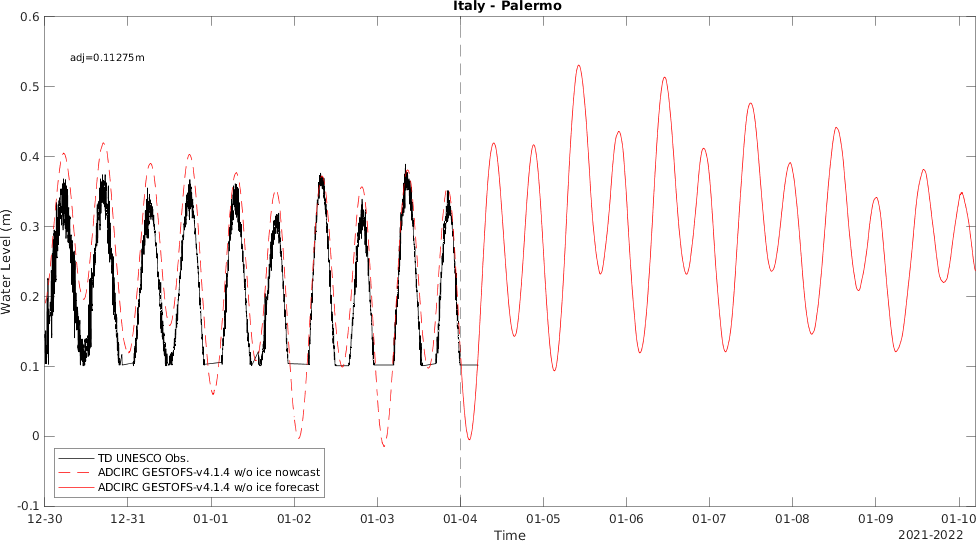 Italy - Palermo
adj=0.11275m
0.6
0.5
0.4
0.3
0.2
0.1
0
-0.1
Water Level (m)
TD UNESCO Obs.
ADCIRC GESTOFS-v4.1.4 w/o ice nowcast
ADCIRC GESTOFS-v4.1.4 w/o ice forecast
12-30 12-31 01-01 01-02 01-03 01-04 01-05 01-06 01-07 01-08 01-09 01-10
Time
2021-2022